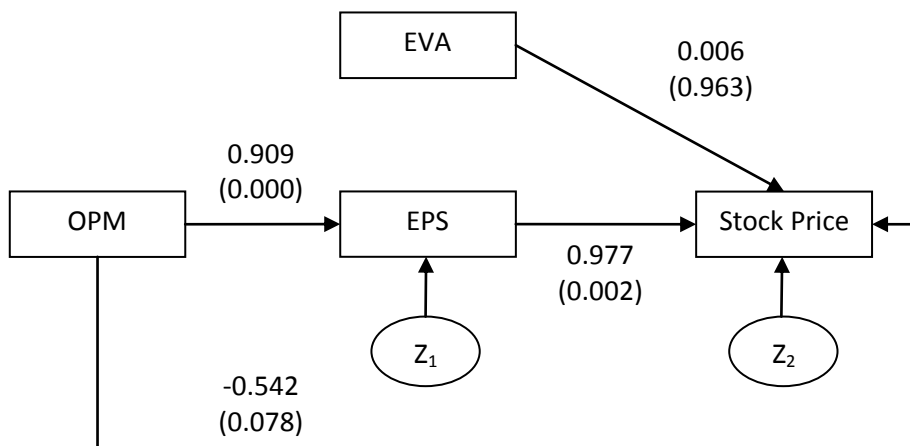 EVA
0.006
(0.963)
0.909
(0.000)
OPM
EPS
Stock Price
0.977
(0.002)
Z1
Z2
-0.542
(0.078)